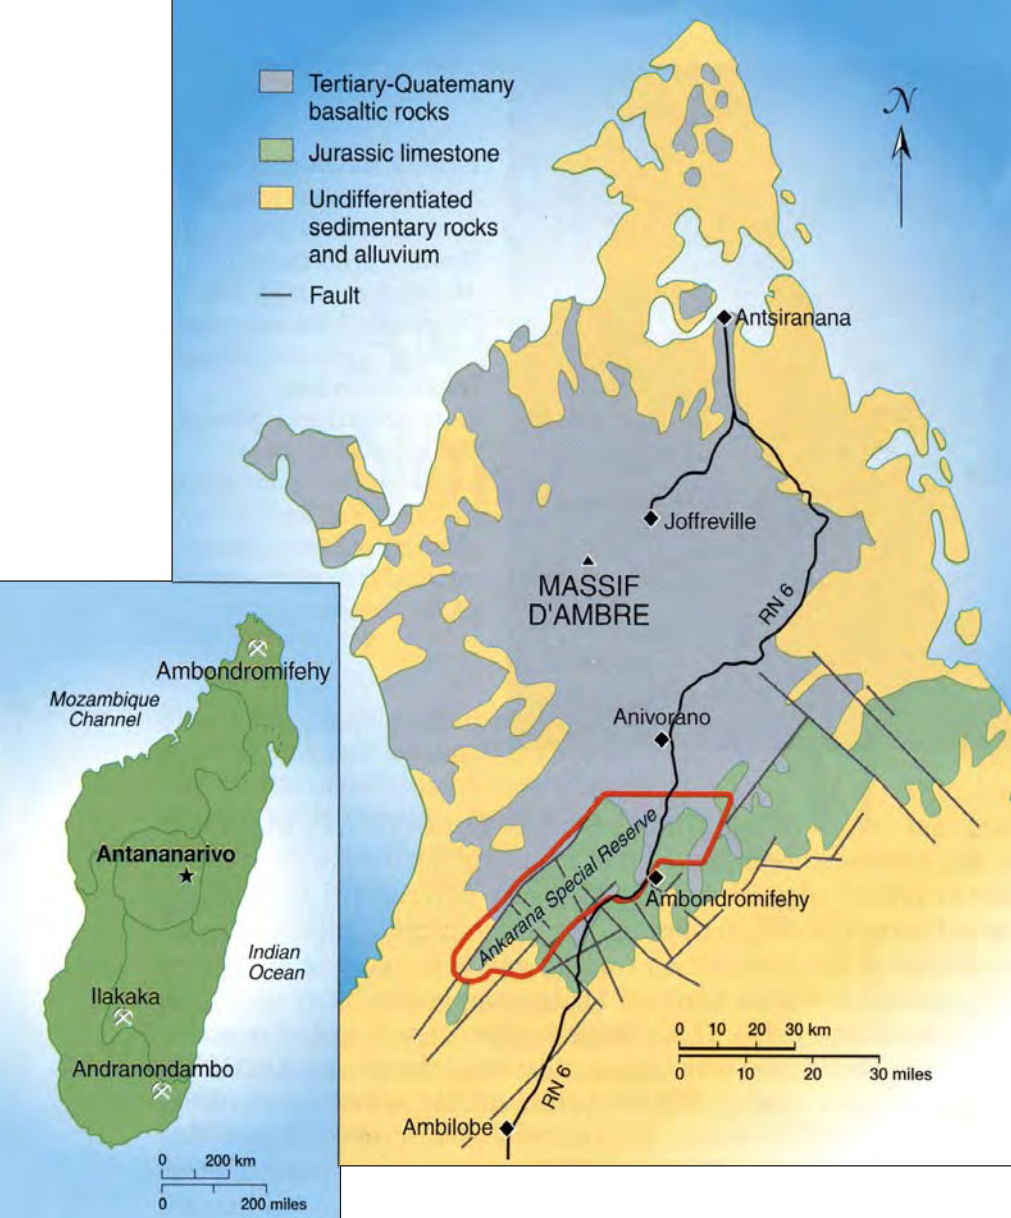 Tertiary-Quatemany
basaltic rocks
Jurassic limestone
Undifferentiated
sedimentary rocks
and alluvium
Fault
N
Antsiranana
Joffreville
MASSIF
D'AMBRE
RN 6
Anivorano
Ankarana Special Reserve
Ambondromifehy
0 10 20 30 km
0 10 20 30 miles
RN 6
Ambilobe
Ambondromifehy
Mozambique
Channel
Antananarivo
Indian
Ocean
Ilakaka
Andranondambo
0 200 km
0 200 miles